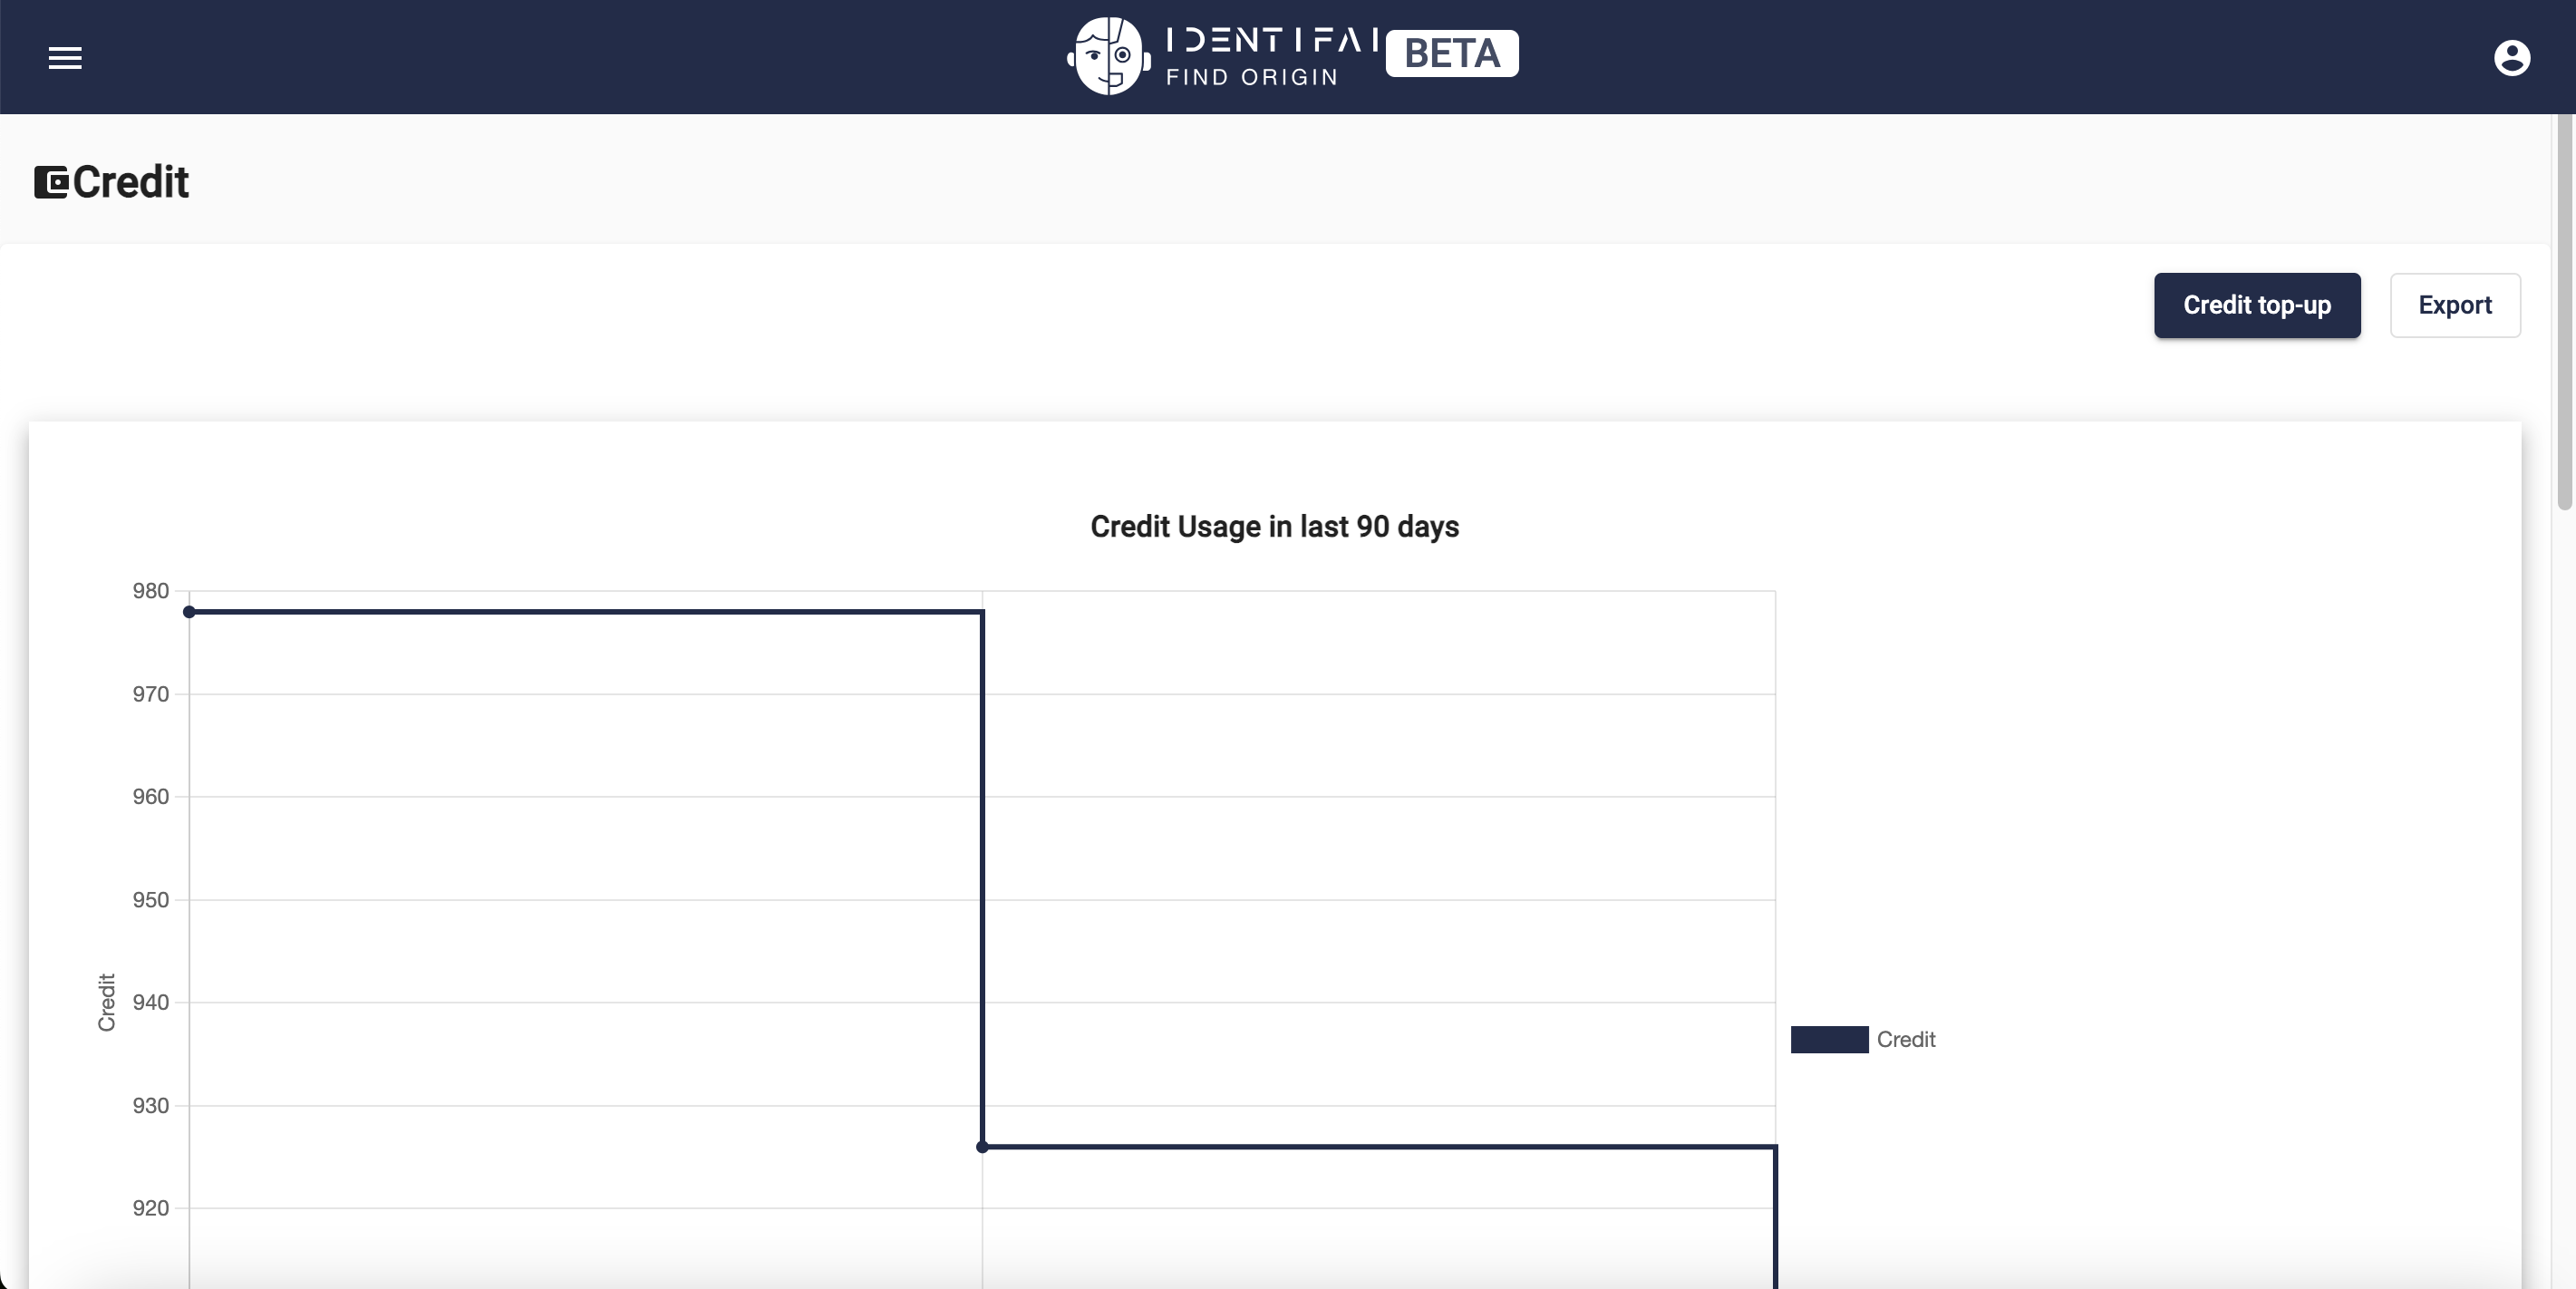 IDENTIFAI BETA
FIND ORIGIN
Credit
Credit top-up
Export
Credit Usage in last 90 days
980
970
960
950
940
930
920
Credit
Credit